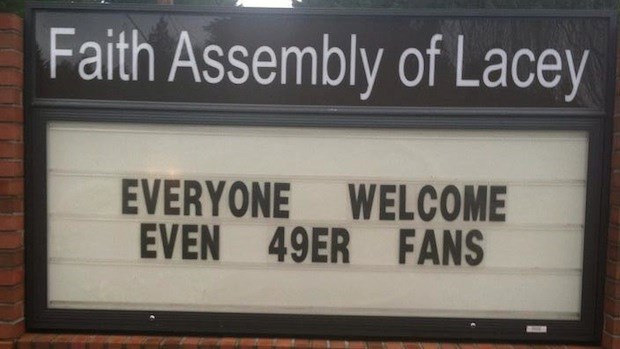 Faith Assembly of Lacey
EVERYONE WELCOME
EVEN 49ER FANS